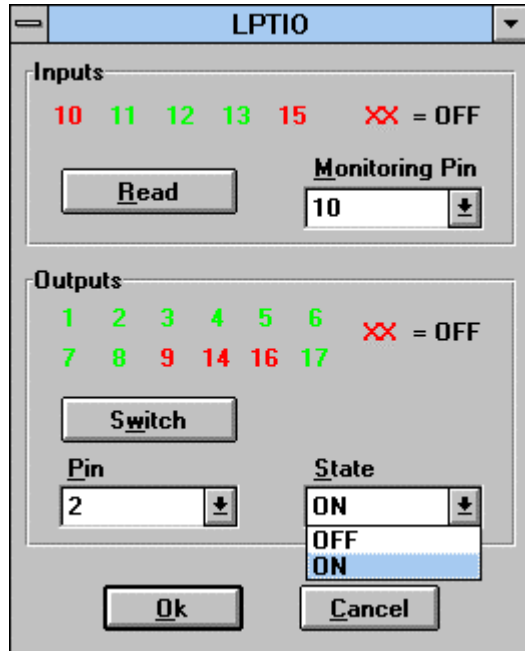 LPTIO
Inputs
10 11 12 13 15 XX = OFF
Read
Monitoring Pin
10
Outputs
1 2 3 4 5 6
XX = OFF
7 8 9 14 16 17
Switch
Pin
State
2
ON
OFF
ON
Ok
Cancel